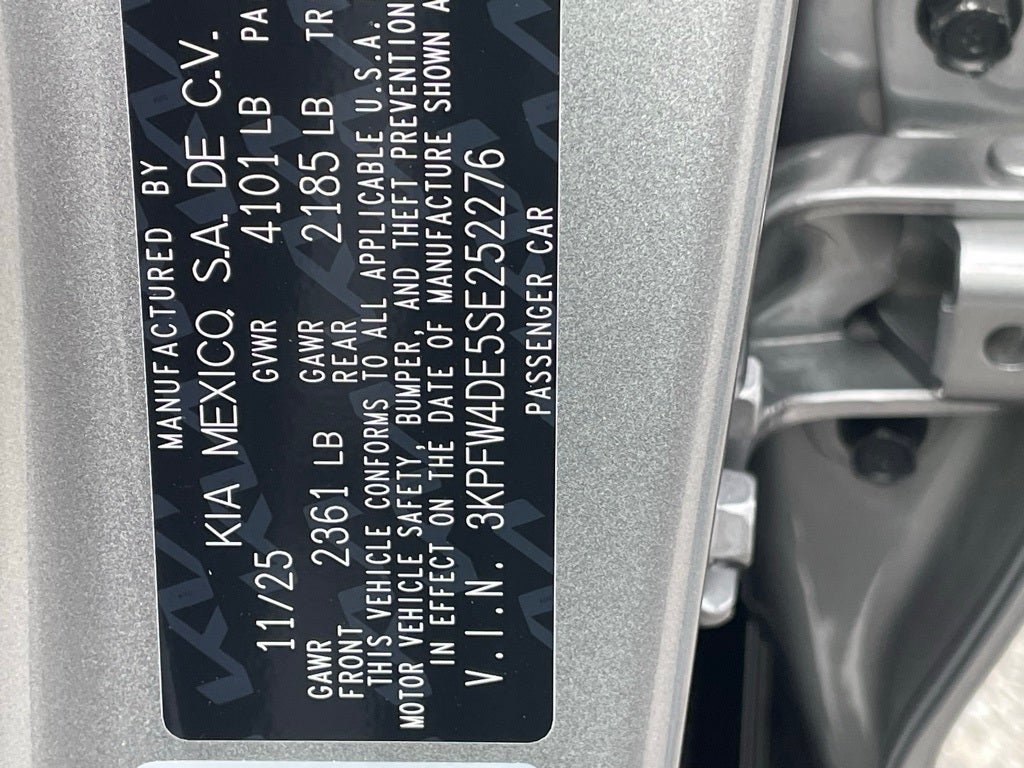 MANUFACTURED BY
KIA MEXICO, S.A. DE C.V.
11/25 GVWR 4101 LB PA
GAWR FRONT 2361 LB GAWR REAR 2185 LB TR
THIS VEHICLE CONFORMS TO ALL APPLICABLE U.S.A.
MOTOR VEHICLE SAFETY, BUMPER, AND THEFT PREVENTION
IN EFFECT ON THE DATE OF MANUFACTURE SHOWN A
V.I.N. 3KPFW4DE5SE252276
PASSENGER CAR